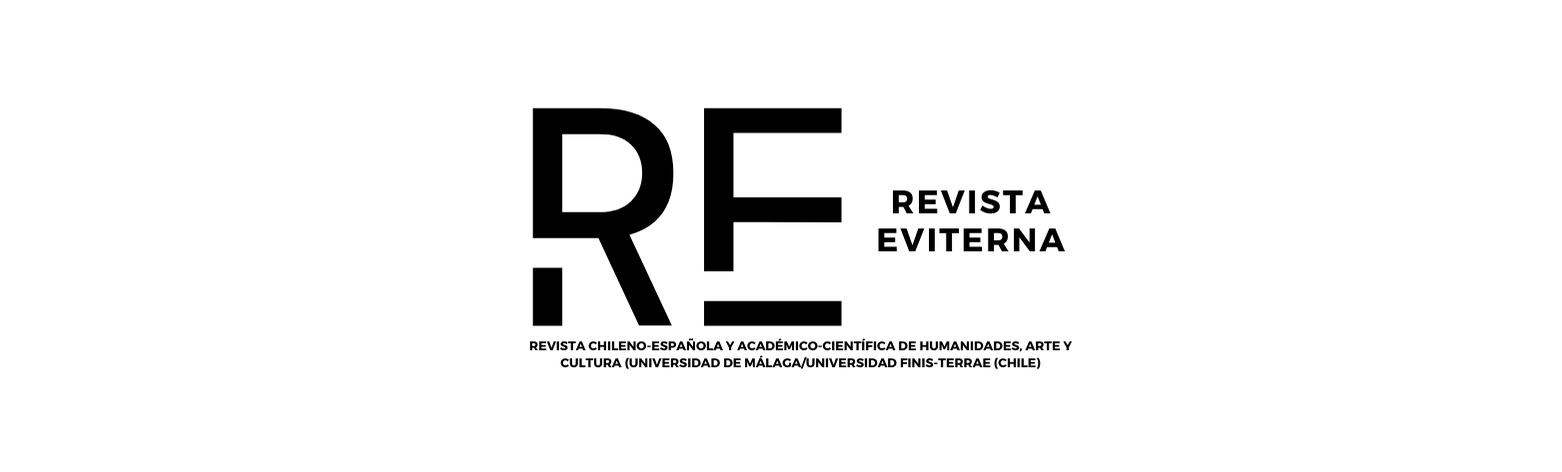 RE
REVISTA
EVITERNA
REVISTA CHILENO-ESPAÑOLA Y ACADÉMICO-CIENTÍFICA DE HUMANIDADES, ARTE Y
CULTURA (UNIVERSIDAD DE MÁLAGA/UNIVERSIDAD FINIS-TERRAE (CHILE)